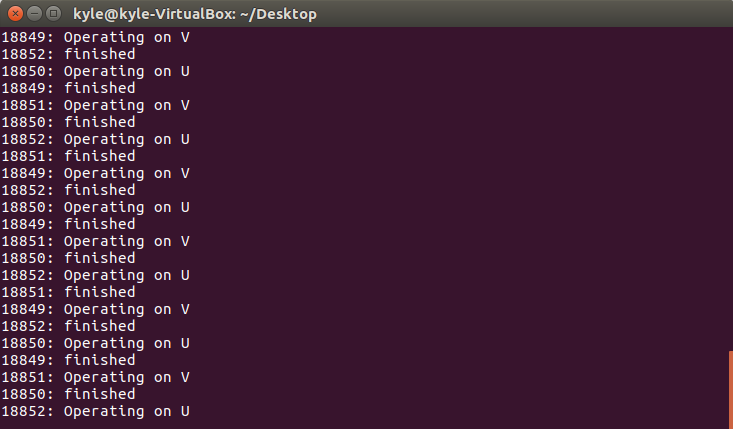 kyle@kyle-VirtualBox: ~/Desktop
18849: Operating on V
18852: finished
18850: Operating on U
18849: finished
18851: Operating on V
18850: finished
18852: Operating on U
18851: finished
18849: Operating on V
18852: finished
18850: Operating on U
18849: finished
18851: Operating on V
18850: finished
18852: Operating on U
18851: finished
18849: Operating on V
18852: finished
18850: Operating on U
18849: finished
18851: Operating on V
18850: finished
18852: Operating on U